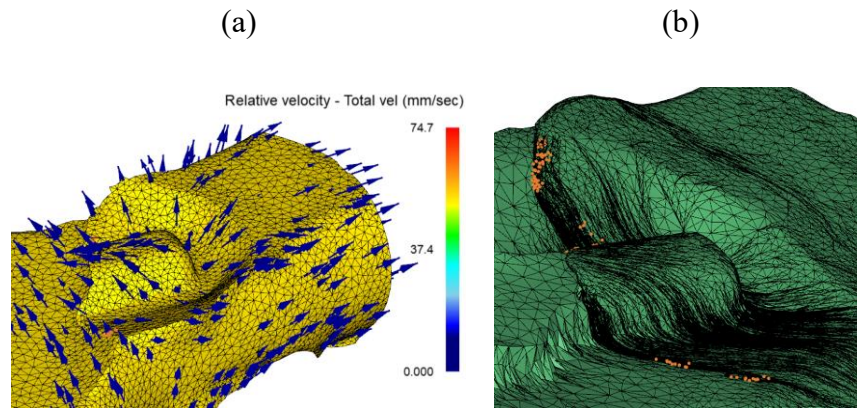 (a)
(b)
Relative velocity - Total vel (mm/sec)
74.7
37.4
0.000